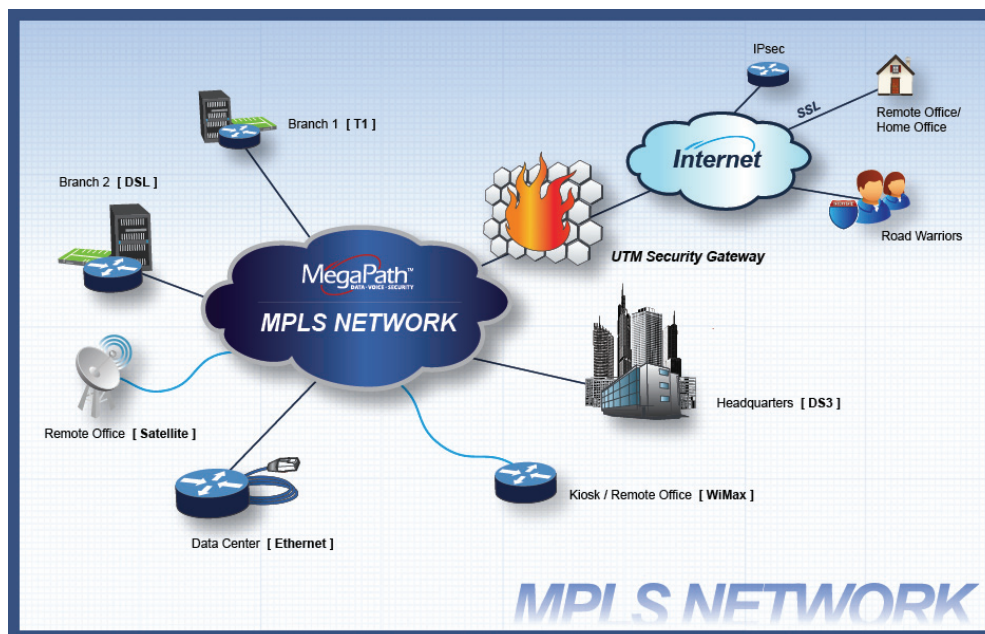 IPsec
SSL
Remote Office/
Home Office
Branch 1 [ T1 ]
Internet
Branch 2 [ DSL ]
Road Warriors
UTM Security Gateway
MegaPath™
DATA · VOICE · SECURITY
MPLS NETWORK
Headquarters [ DS3 ]
Remote Office [ Satellite ]
Kiosk / Remote Office [ WiMax ]
Data Center [ Ethernet ]
MPLS NETWORK